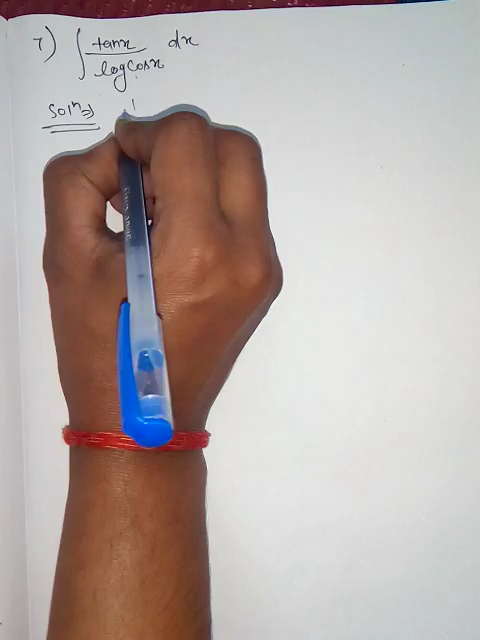 7) ∫ tanx / logcosx dx
Solⁿ ⇒